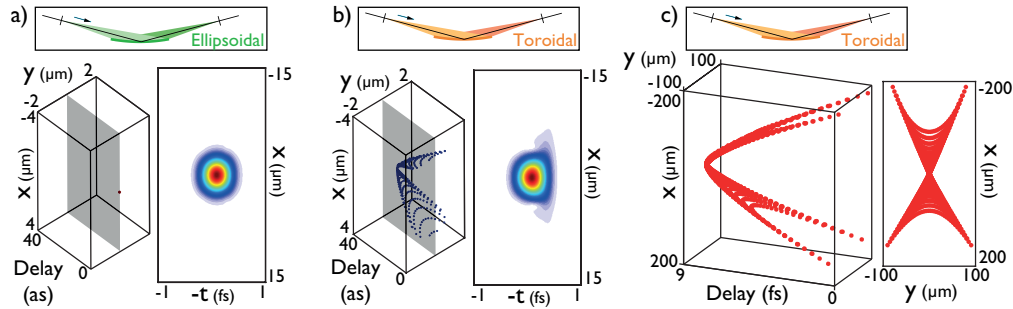 a)
Ellipsoidal
y (μm)
2
-2
-4
x (μm)
4
40
Delay
(as)
0
-15
x (μm)
15
-1
-t (fs)
1
b)
Toroidal
y (μm)
2
-2
-4
x (μm)
4
40
Delay
(as)
0
-15
x (μm)
15
-1
-t (fs)
1
c)
Toroidal
y (μm)
100
-100
-200
x (μm)
200
9
Delay (fs)
0
-200
x (μm)
200
-100
100
y (μm)